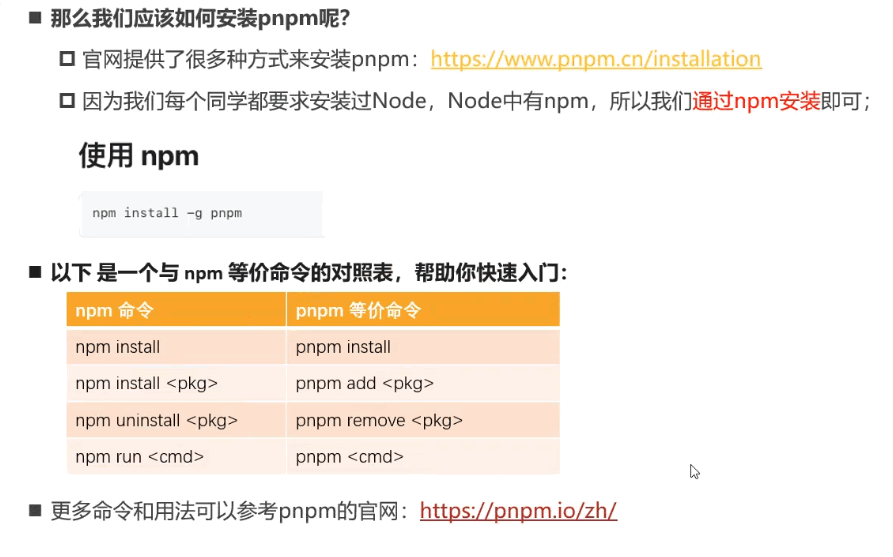 ■ 那么我们应该如何安装pnpm呢？
❑ 官网提供了很多种方式来安装pnpm：https://www.pnpm.cn/installation
❑ 因为我们每个同学都要求安装过Node，Node中有npm，所以我们通过npm安装即可；
使用 npm
npm install -g pnpm
■ 以下 是一个与 npm 等价命令的对照表，帮助你快速入门：
npm 命令 pnpm 等价命令
npm install pnpm install
npm install <pkg> pnpm add <pkg>
npm uninstall <pkg> pnpm remove <pkg>
npm run <cmd> pnpm <cmd>
■ 更多命令和用法可以参考pnpm的官网：https://pnpm.io/zh/